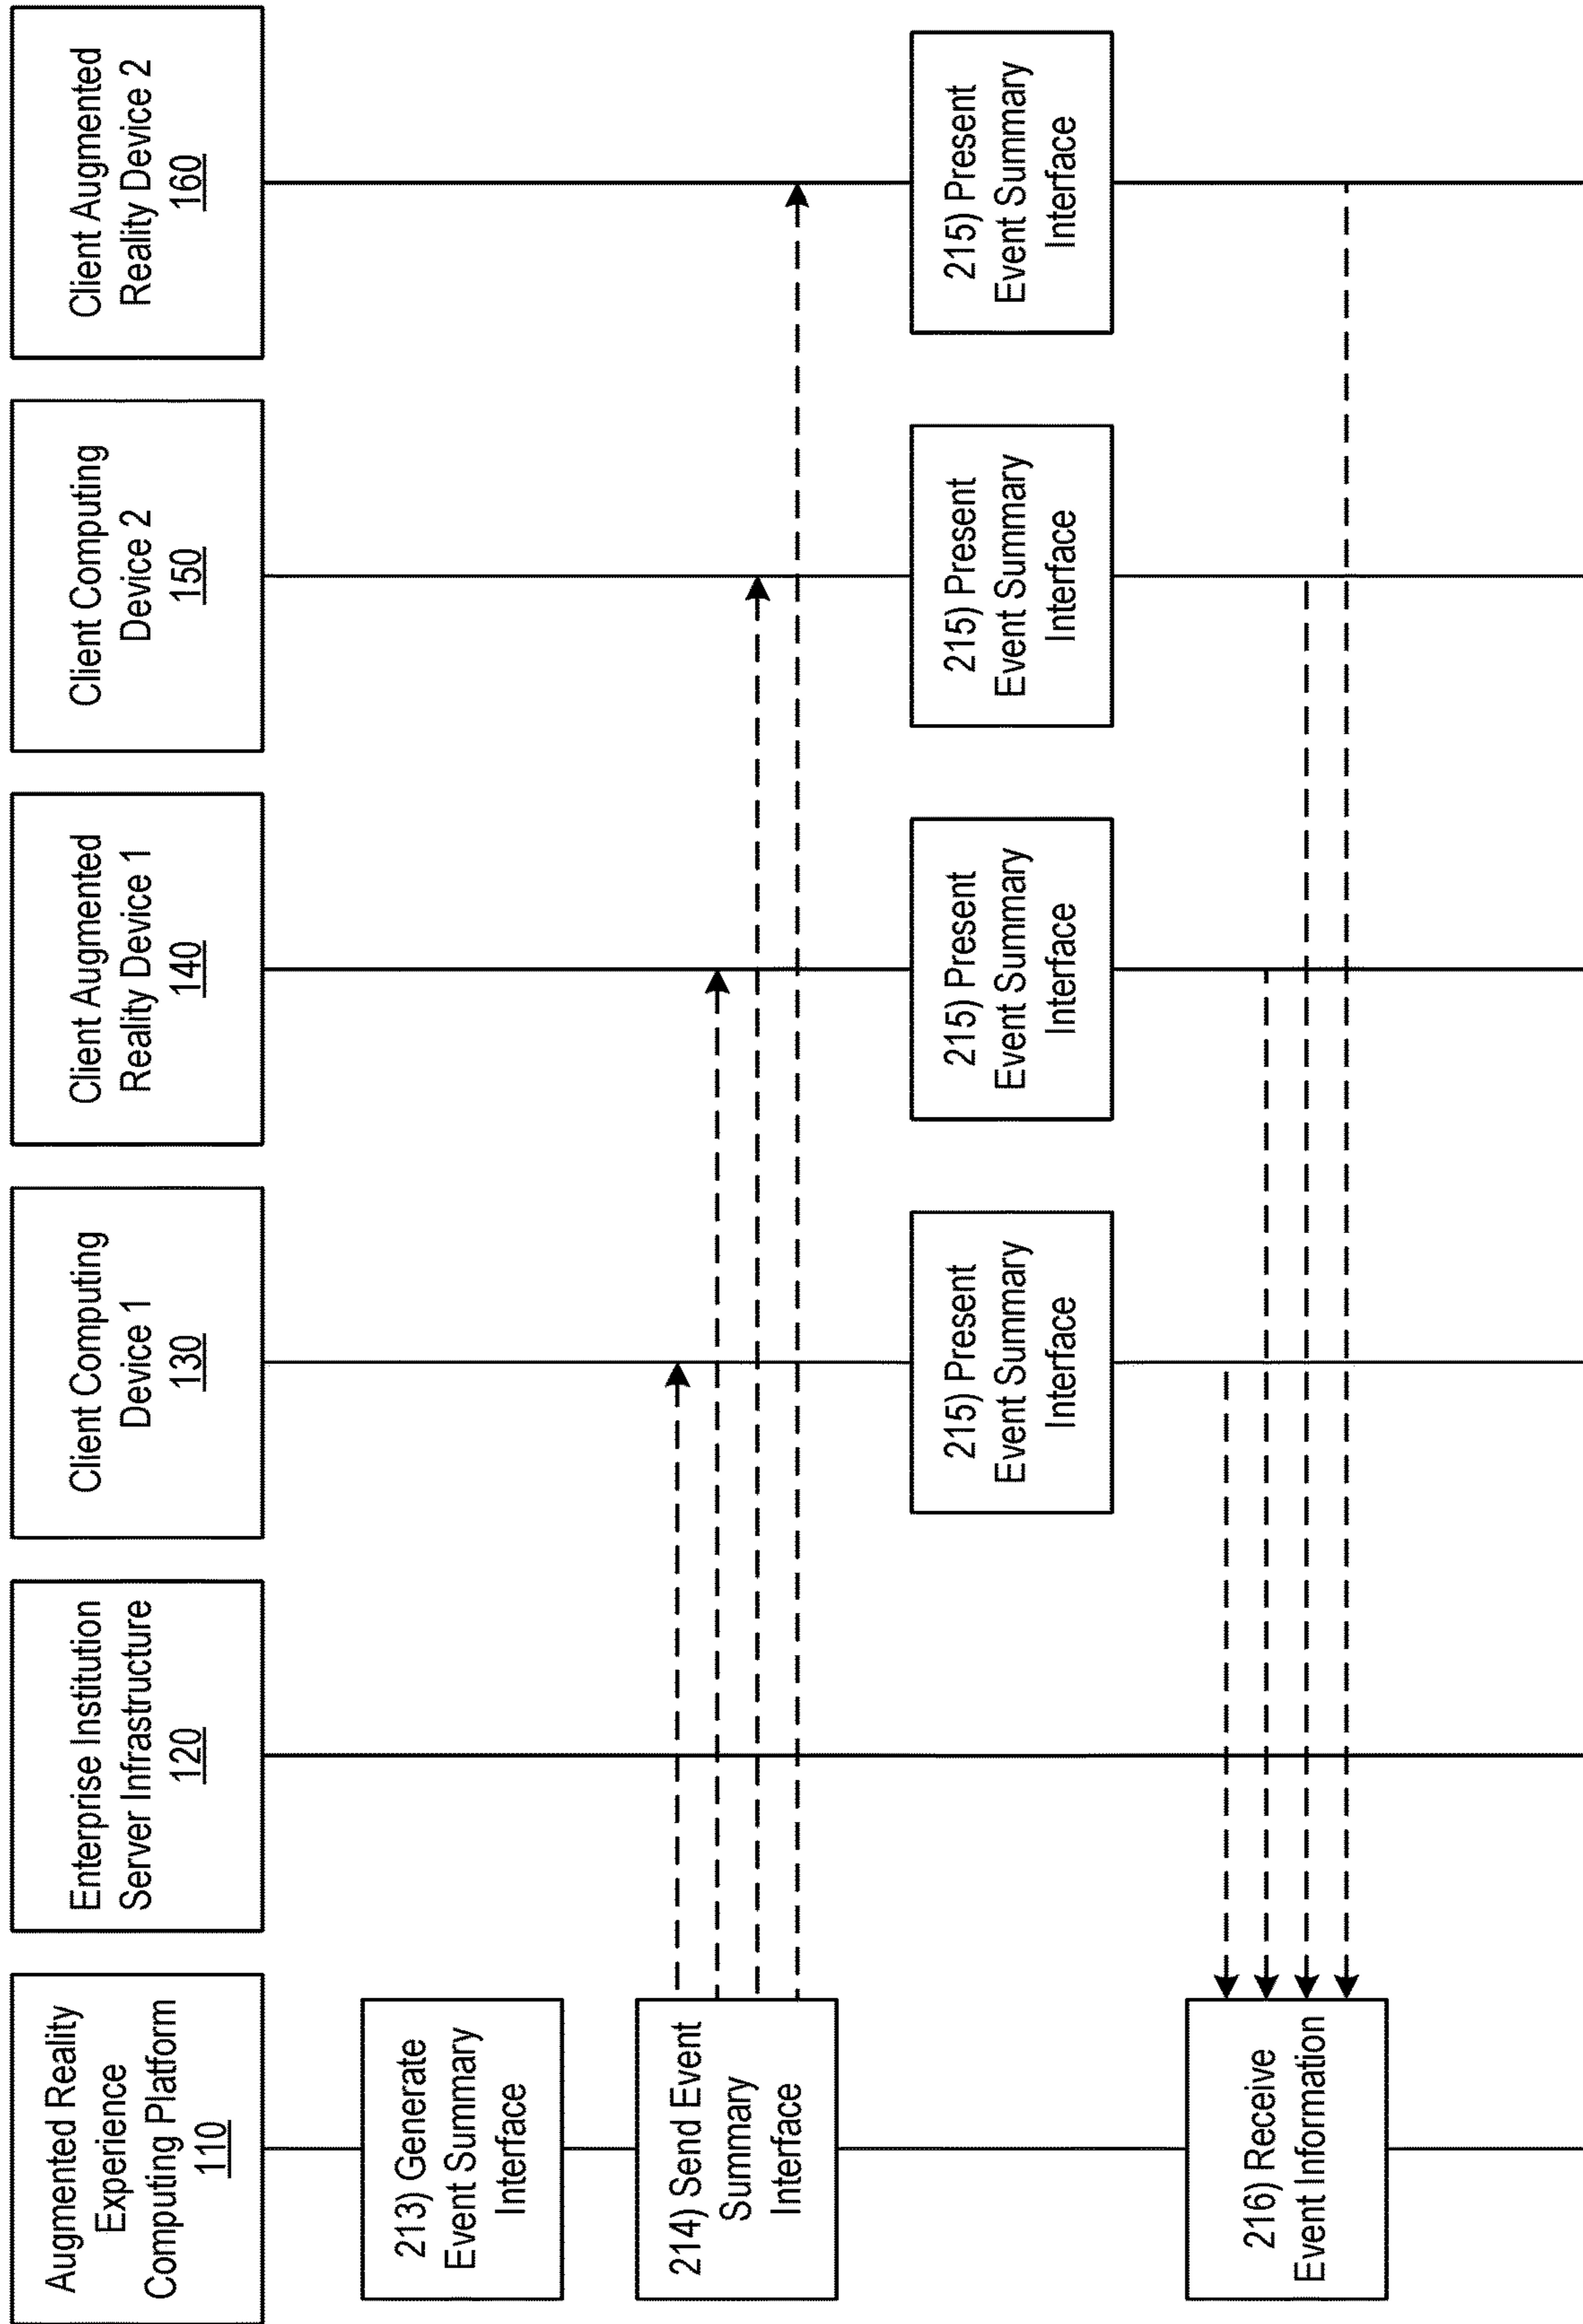 Augmented Reality
Experience
Computing Platform
110
Enterprise Institution
Server Infrastructure
120
Client Computing
Device 1
130
Client Augmented
Reality Device 1
140
Client Computing
Device 2
150
Client Augmented
Reality Device 2
160
213) Generate
Event Summary
Interface
214) Send Event
Summary
Interface
215) Present
Event Summary
Interface
215) Present
Event Summary
Interface
215) Present
Event Summary
Interface
215) Present
Event Summary
Interface
216) Receive
Event Information